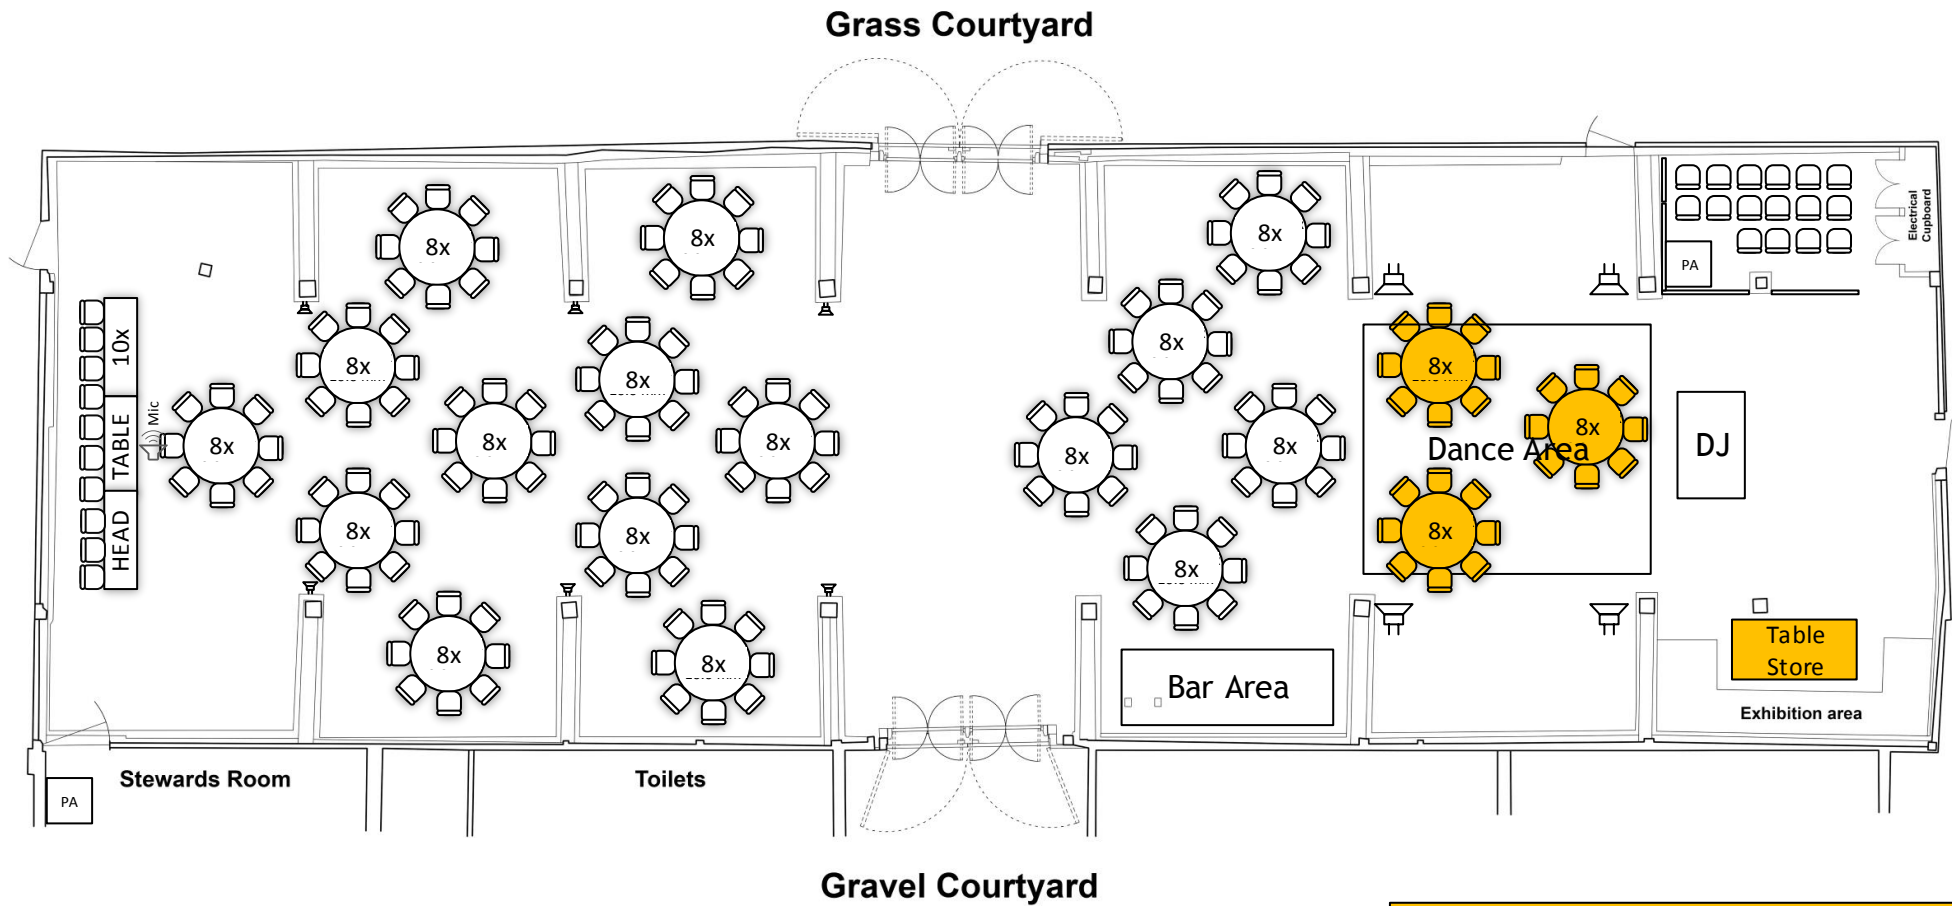 Grass Courtyard
8x
8x
8x
Electrical
Cupboard
PA
8x
8x
8x
8x
10x
TABLE
HEAD
Mic
8x
8x
8x
8x
8x
8x
Dance Area
DJ
8x
8x
8x
8x
8x
8x
8x
Bar Area
Table
Store
Exhibition area
Stewards Room
Toilets
PA
Gravel Courtyard